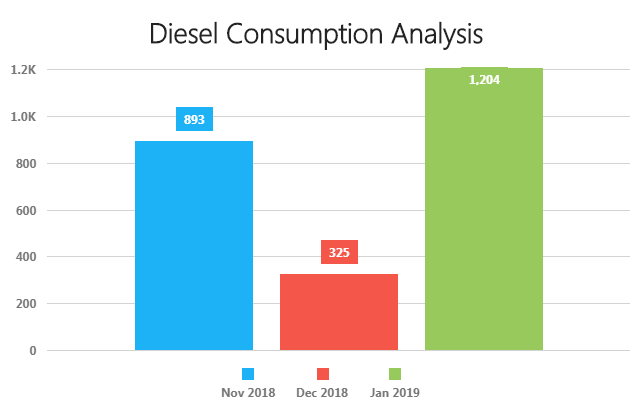 Diesel Consumption Analysis
1.2K
1.0K
800
600
400
200
0
893
325
1,204
Nov 2018
Dec 2018
Jan 2019